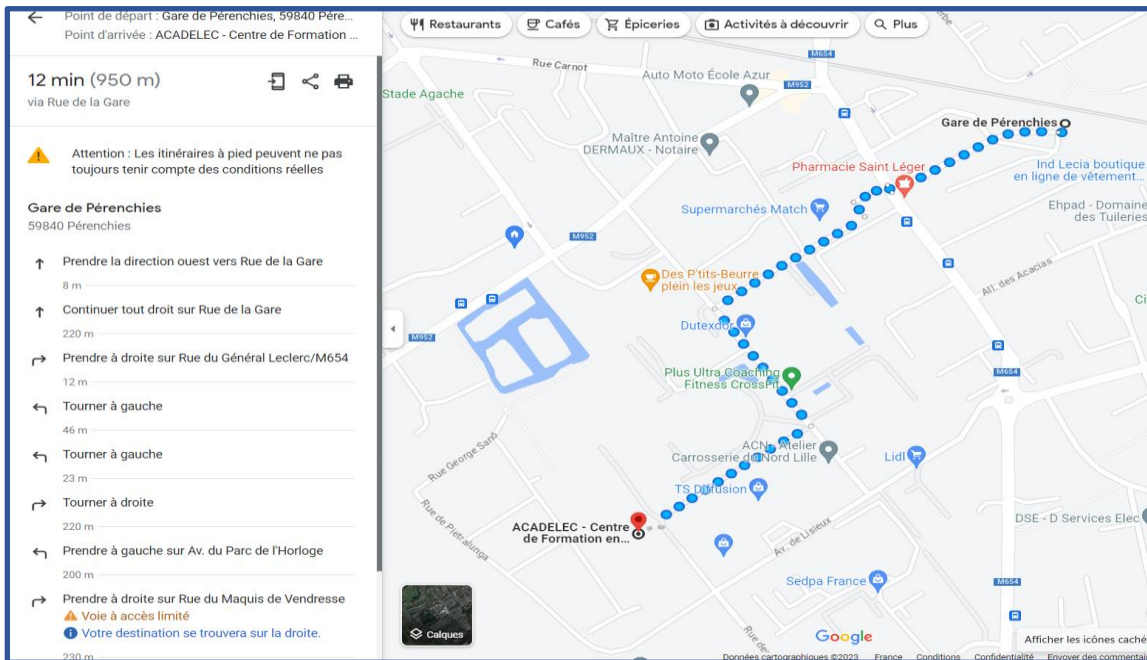 Point de départ : Gare de Pérenchies, 59840 Pére...
Point d'arrivée : ACADELEC - Centre de Formation ...
12 min (950 m)
via Rue de la Gare
Attention : Les itinéraires à pied peuvent ne pas
toujours tenir compte des conditions réelles
Gare de Pérenchies
59840 Pérenchies
Prendre la direction ouest vers Rue de la Gare
8 m
Continuer tout droit sur Rue de la Gare
220 m
Prendre à droite sur Rue du Général Leclerc/M654
12 m
Tourner à gauche
46 m
Tourner à gauche
23 m
Tourner à droite
220 m
Prendre à gauche sur Av. du Parc de l'Horloge
200 m
Prendre à droite sur Rue du Maquis de Vendresse
Voie à accès limité
Votre destination se trouvera sur la droite.
230 m
Restaurants
Cafés
Épiceries
Activités à découvrir
Plus
M654
Rue Carnot
Auto Moto École Azur
M952
Stade Agache
Gare de Pérenchies
Maître Antoine
DERMAUX - Notaire
Pharmacie Saint Léger
Ind Lecia boutique
en ligne de vêtement...
Supermarchés Match
Ehpad - Domaine
des Tuileries
M952
Des P'tits-Beurre
plein les jeux
All. des Acacias
Dutexdor
M952
Plus Ultra Coaching
Fitness CrossFit
M654
ACN - Atelier
Carrosserie du Nord Lille
Lidl
Rue George Sand
TS Diffusion
Rue de Pietralunga
ACADELEC - Centre
de Formation en...
DSE - D Services Elec
Av. de Lisieux
Sedpa France
M654
Calques
Google
Afficher les icônes caché
Données cartographiques ©2023
France
Conditions
Confidentialité
Envoyer des commentai